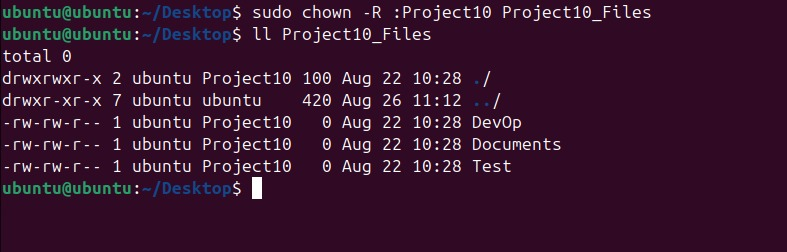 ubuntu@ubuntu:~/Desktop$ sudo chown -R :Project10 Project10_Files
ubuntu@ubuntu:~/Desktop$ ll Project10_Files
total 0
drwxrwxr-x 2 ubuntu Project10 100 Aug 22 10:28 ./
drwxr-xr-x 7 ubuntu ubuntu    420 Aug 26 11:12 ../
-rw-rw-r-- 1 ubuntu Project10   0 Aug 22 10:28 DevOp
-rw-rw-r-- 1 ubuntu Project10   0 Aug 22 10:28 Documents
-rw-rw-r-- 1 ubuntu Project10   0 Aug 22 10:28 Test
ubuntu@ubuntu:~/Desktop$